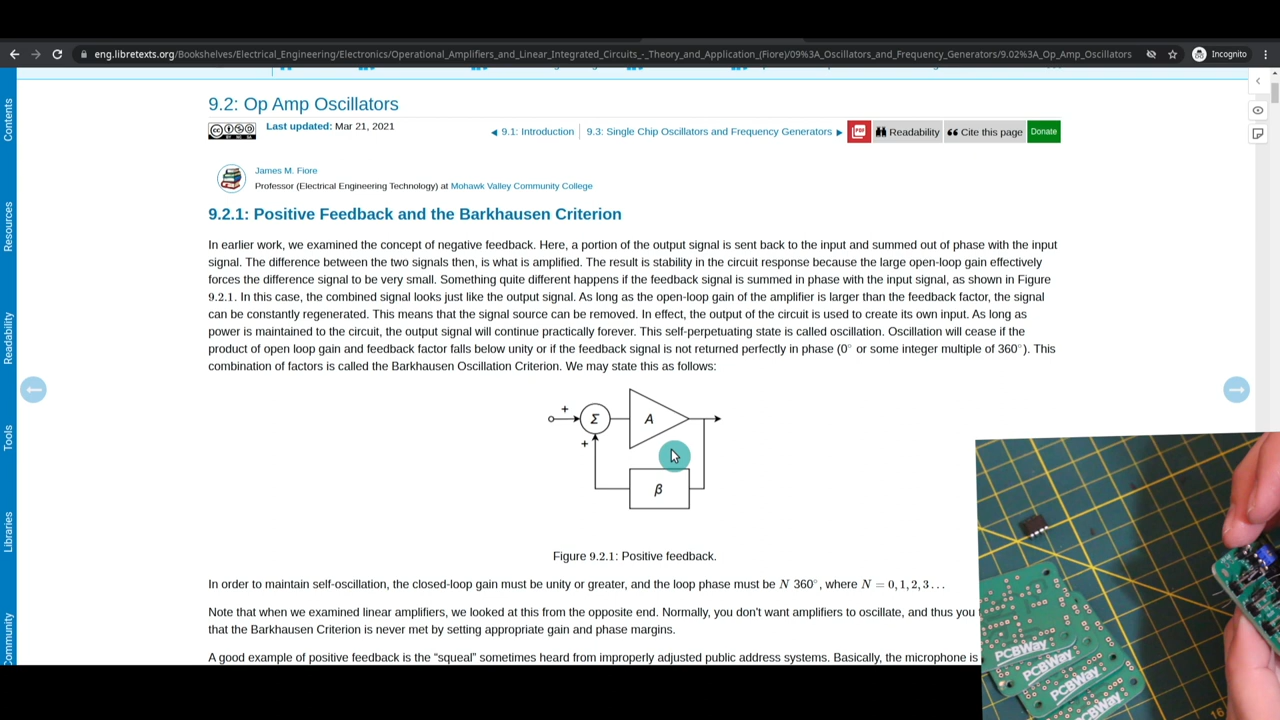 eng.libretexts.org/Bookshelves/Electrical_Engineering/Electronics/Operational_Amplifiers_and_Linear_Integrated_Circuits_-_Theory_and_Application_(Fiore)/09%3A_Oscillators_and_Frequency_Generators/9.02%3A_Op_Amp_Oscillators
Incognito
Contents
Resources
Readability
Tools
Libraries
9.2: Op Amp Oscillators
Last updated: Mar 21, 2021
◀ 9.1: Introduction | 9.3: Single Chip Oscillators and Frequency Generators ▶
PDF
Readability
Cite this page
Donate
James M. Fiore
Professor (Electrical Engineering Technology) at Mohawk Valley Community College
9.2.1: Positive Feedback and the Barkhausen Criterion
In earlier work, we examined the concept of negative feedback. Here, a portion of the output signal is sent back to the input and summed out of phase with the input
signal. The difference between the two signals then, is what is amplified. The result is stability in the circuit response because the large open-loop gain effectively
forces the difference signal to be very small. Something quite different happens if the feedback signal is summed in phase with the input signal, as shown in Figure
9.2.1. In this case, the combined signal looks just like the output signal. As long as the open-loop gain of the amplifier is larger than the feedback factor, the signal
can be constantly regenerated. This means that the signal source can be removed. In effect, the output of the circuit is used to create its own input. As long as
power is maintained to the circuit, the output signal will continue practically forever. This self-perpetuating state is called oscillation. Oscillation will cease if the
product of open loop gain and feedback factor falls below unity or if the feedback signal is not returned perfectly in phase (0° or some integer multiple of 360°). This
combination of factors is called the Barkhausen Oscillation Criterion. We may state this as follows:
+
Σ
A
+
β
Figure 9.2.1: Positive feedback.
In order to maintain self-oscillation, the closed-loop gain must be unity or greater, and the loop phase must be N 360°, where N = 0, 1, 2, 3 ...
Note that when we examined linear amplifiers, we looked at this from the opposite end. Normally, you don't want amplifiers to oscillate, and thus you
that the Barkhausen Criterion is never met by setting appropriate gain and phase margins.
A good example of positive feedback is the "squeal" sometimes heard from improperly adjusted public address systems. Basically, the microphone is
PCBWay
PCBWay
PCBWay
PCBWay
16